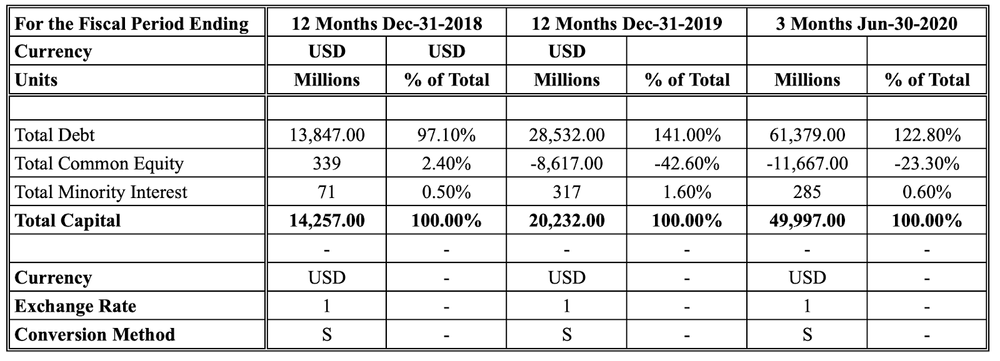 For the Fiscal Period Ending 12 Months Dec-31-2018 12 Months Dec-31-2019 3 Months Jun-30-2020
Currency USD USD USD
Units Millions % of Total Millions % of Total Millions % of Total
Total Debt 13,847.00 97.10% 28,532.00 141.00% 61,379.00 122.80%
Total Common Equity 339 2.40% -8,617.00 -42.60% -11,667.00 -23.30%
Total Minority Interest 71 0.50% 317 1.60% 285 0.60%
Total Capital 14,257.00 100.00% 20,232.00 100.00% 49,997.00 100.00%
- - - - - -
Currency USD - USD - USD -
Exchange Rate 1 - 1 - 1 -
Conversion Method S - S - S -